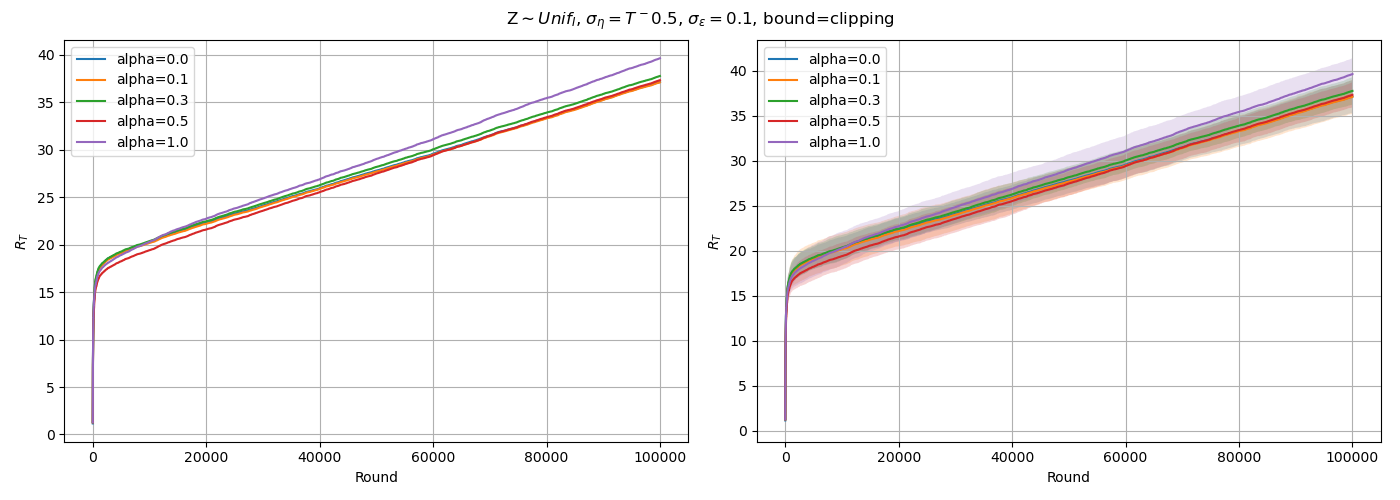 Z ∼ Unif_I, σ_η = T^−0.5, σ_ε = 0.1, bound=clipping
40
35
30
25
20
15
10
5
0
R_T
alpha=0.0
alpha=0.1
alpha=0.3
alpha=0.5
alpha=1.0
0 20000 40000 60000 80000 100000
Round
40
35
30
25
20
15
10
5
0
R_T
alpha=0.0
alpha=0.1
alpha=0.3
alpha=0.5
alpha=1.0
0 20000 40000 60000 80000 100000
Round